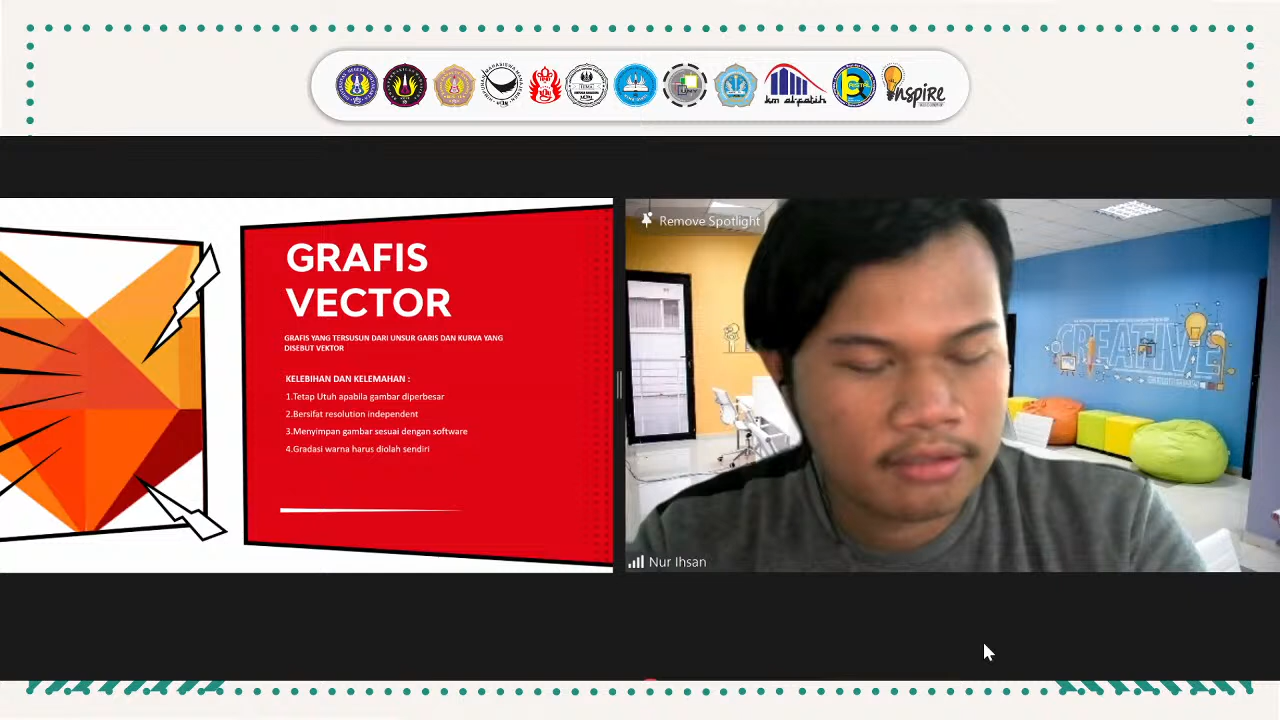 km al-fatih
inspire
GRAFIS
VECTOR
GRAFIS YANG TERSUSUN DARI UNSUR GARIS DAN KURVA YANG
DISEBUT VEKTOR
KELEBIHAN DAN KELEMAHAN :
1.Tetap Utuh apabila gambar diperbesar
2.Bersifat resolution independent
3.Menyimpan gambar sesuai dengan software
4.Gradasi warna harus diolah sendiri
Remove Spotlight
CREATIVE
Nur Ihsan